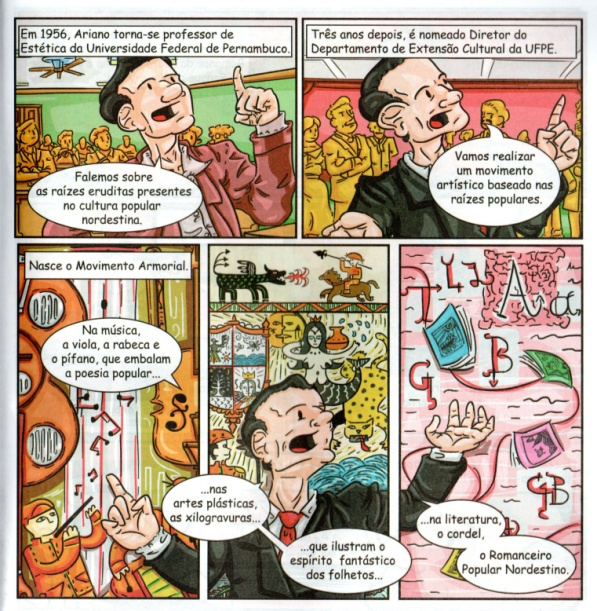 Em 1956, Ariano torna-se professor de
Estética da Universidade Federal de Pernambuco.
Falemos sobre
as raízes eruditas presentes
no cultura popular
nordestina.
Três anos depois, é nomeado Diretor do
Departamento de Extensão Cultural da UFPE.
Vamos realizar
um movimento
artístico baseado nas
raízes populares.
Nasce o Movimento Armorial.
Na música,
a viola, a rabeca e
o pífano, que embalam
a poesia popular...
...nas
artes plásticas,
as xilogravuras...
...que ilustram o
espírito fantástico
dos folhetos...
A a
B
...na literatura,
o cordel,
o Romanceiro
Popular Nordestino.